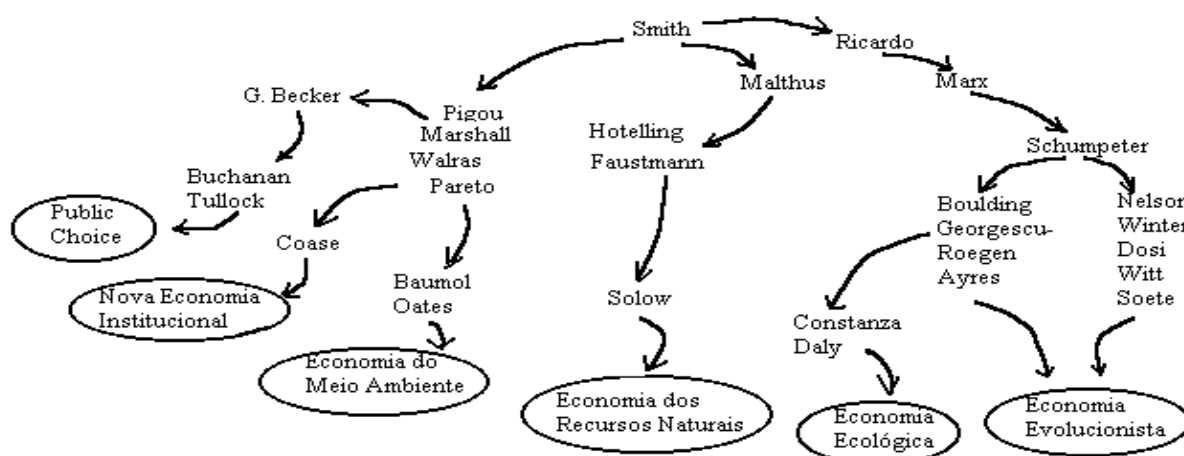 Smith
Ricardo
Malthus
Marx
G. Becker
Pigou
Marshall
Walras
Pareto
Hotelling
Faustmann
Schumpeter
Buchanan
Tullock
Public
Choice
Coase
Boulding
Georgescu-
Roegen
Ayres
Nelson
Winter
Dosi
Witt
Soete
Nova Economia
Institucional
Baumol
Oates
Solow
Constanza
Daly
Economia do
Meio Ambiente
Economia dos
Recursos Naturais
Economia
Ecológica
Economia
Evolucionista